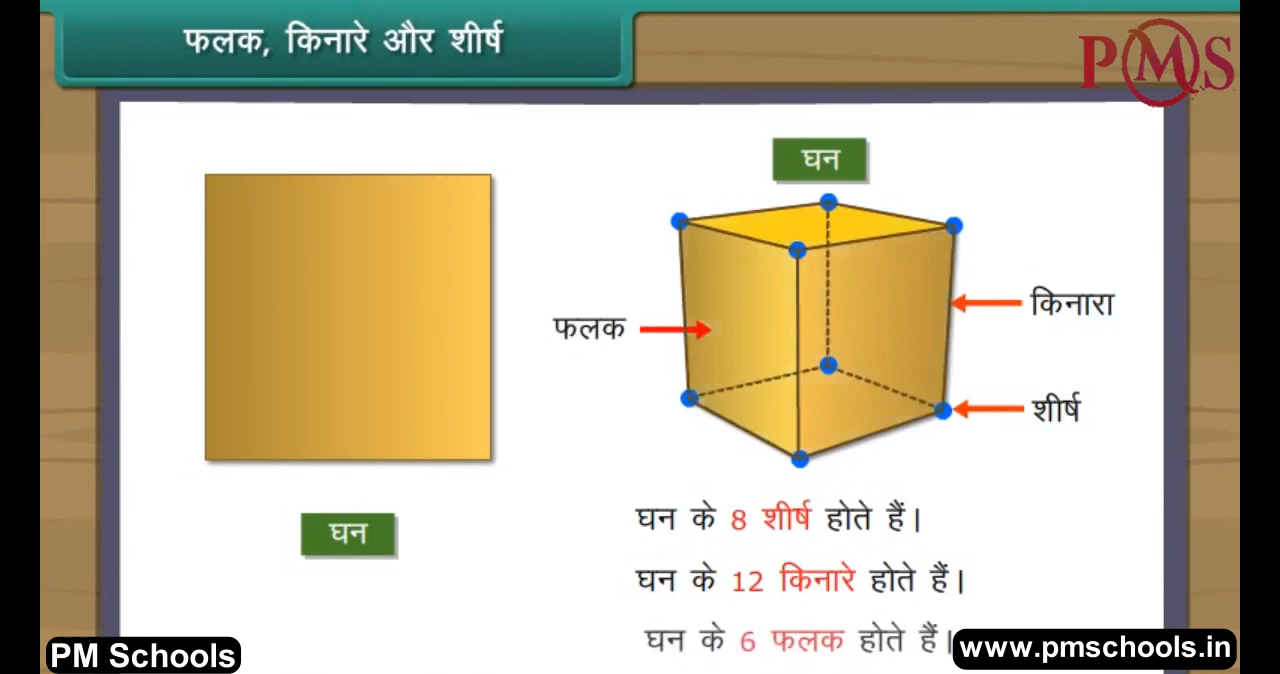 फलक, किनारे और शीर्ष
PMS
घन
फलक
किनारा
शीर्ष
घन
घन के 8 शीर्ष होते हैं।
घन के 12 किनारे होते हैं।
घन के 6 फलक होते हैं।
PM Schools
www.pmschools.in